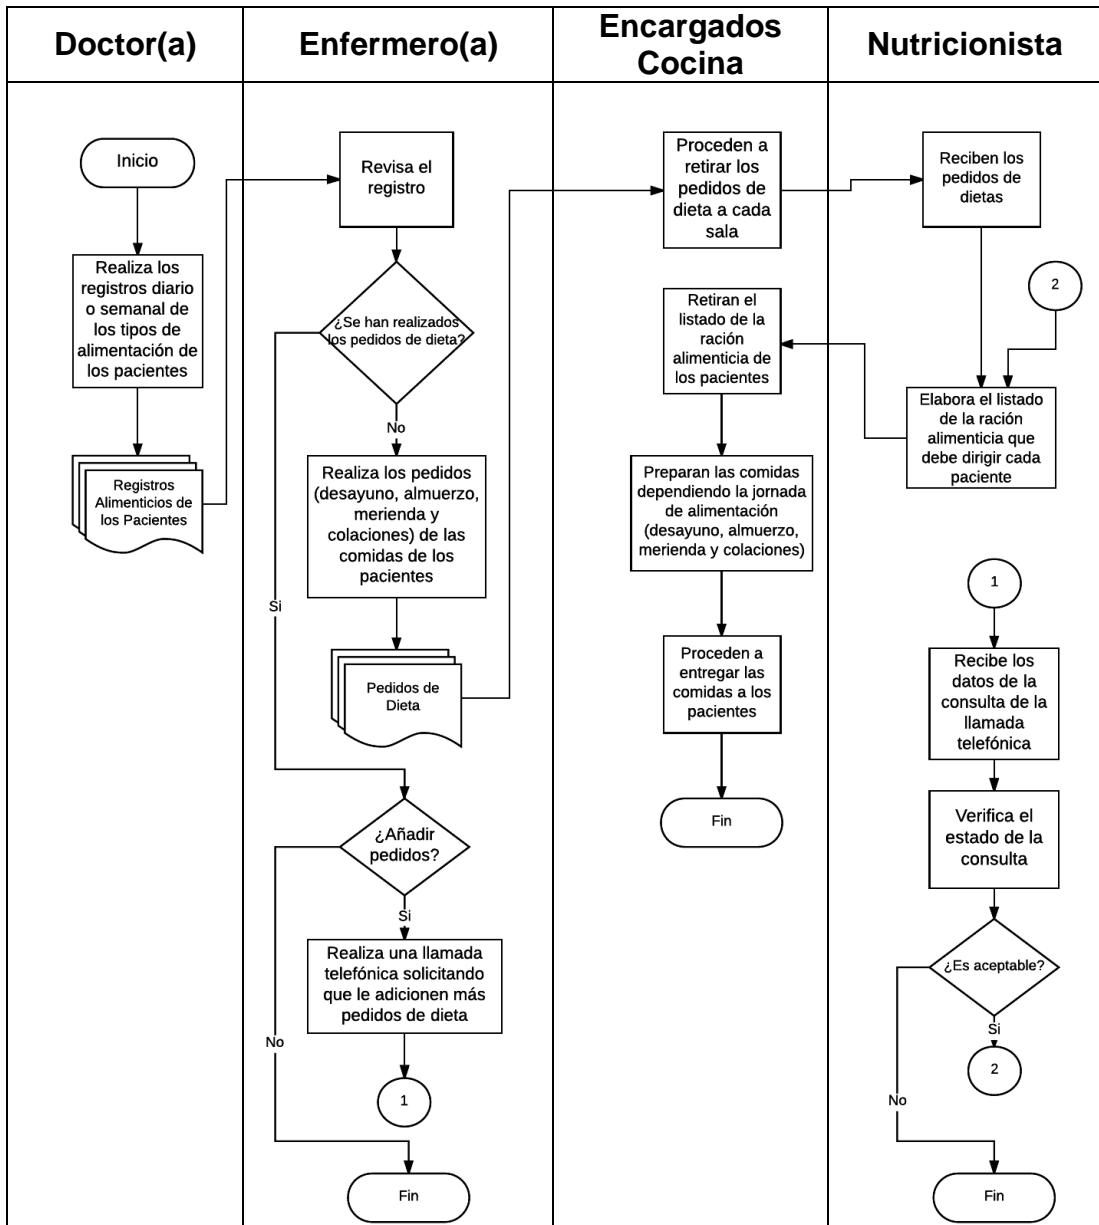 Doctor(a)
Enfermero(a)
Encargados
Cocina
Nutricionista
Inicio
Realiza los
registros diario
o semanal de
los tipos de
alimentación de
los pacientes
Registros
Alimenticios de
los Pacientes
Revisa el
registro
¿Se han realizados
los pedidos de dieta?
No
Si
Realiza los pedidos
(desayuno, almuerzo,
merienda y
colaciones) de las
comidas de los
pacientes
Pedidos de
Dieta
¿Añadir
pedidos?
Si
No
Realiza una llamada
telefónica solicitando
que le adicionen más
pedidos de dieta
1
Fin
Proceden a
retirar los
pedidos de
dieta a cada
sala
Retiran el
listado de la
ración
alimenticia de
los pacientes
Preparan las comidas
dependiendo la jornada
de alimentación
(desayuno, almuerzo,
merienda y colaciones)
Proceden a
entregar las
comidas a los
pacientes
Fin
Reciben los
pedidos de
dietas
2
Elabora el listado
de la ración
alimenticia que
debe dirigir cada
paciente
1
Recibe los
datos de la
consulta de la
llamada
telefónica
Verifica el
estado de la
consulta
¿Es aceptable?
Si
2
No
Fin